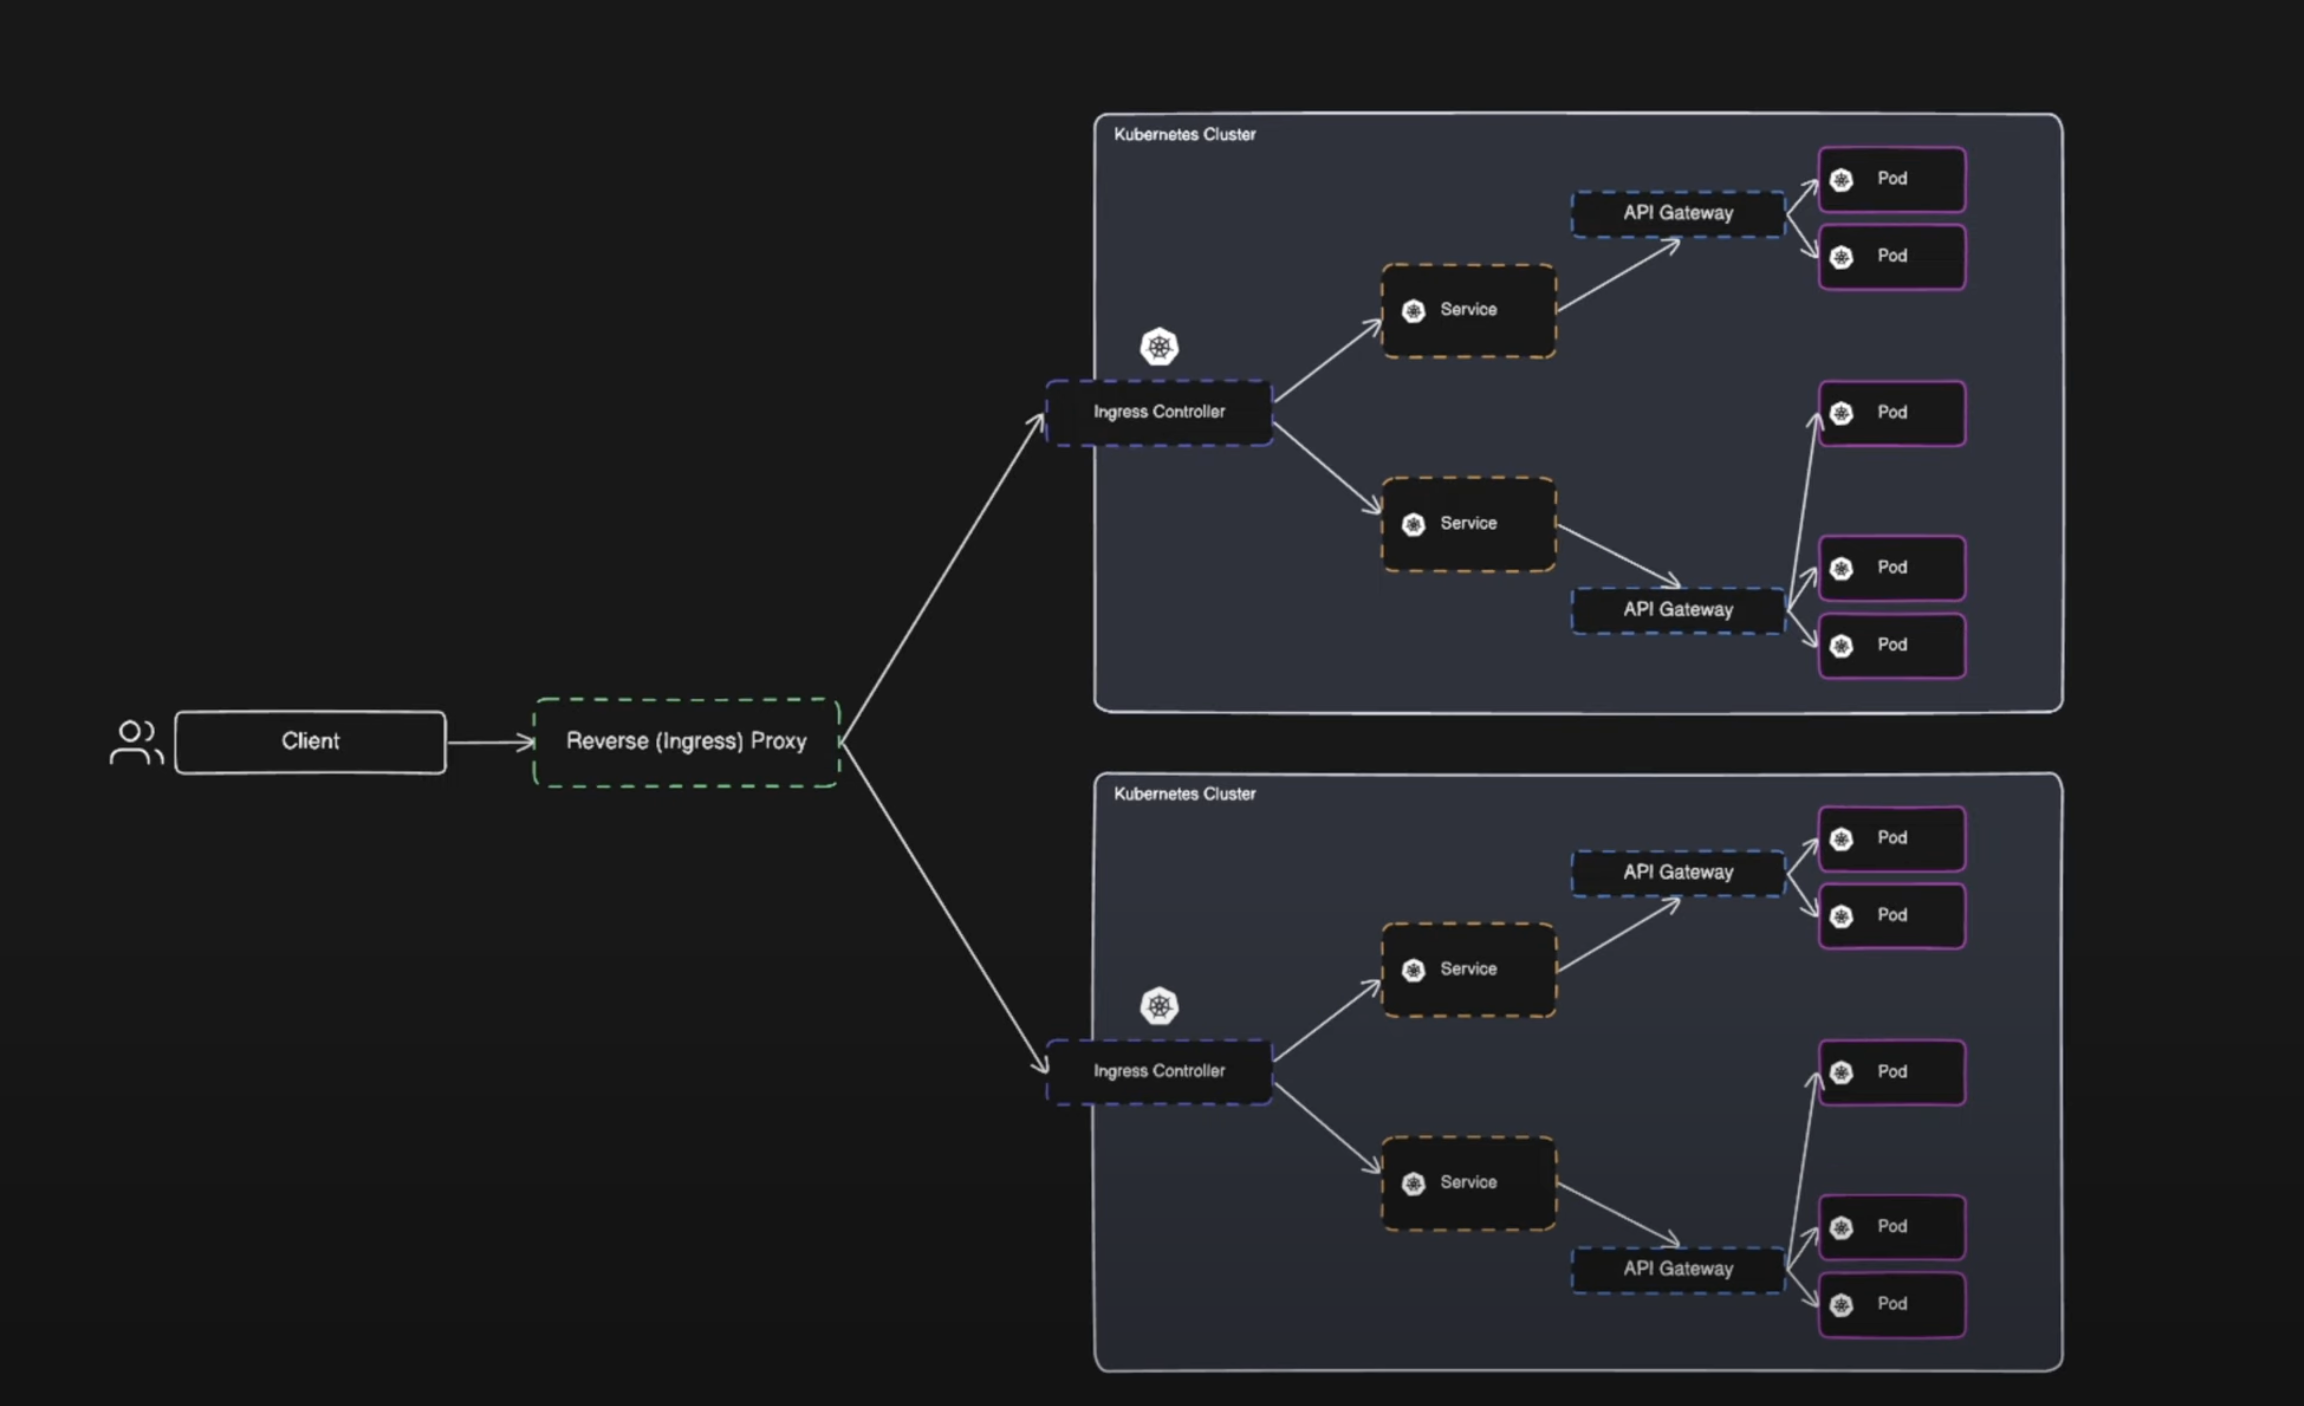 Kubernetes Cluster
Pod
API Gateway
Pod
Service
Ingress Controller
Pod
Service
Pod
API Gateway
Pod
Client
Reverse (Ingress) Proxy
Kubernetes Cluster
Pod
API Gateway
Pod
Service
Ingress Controller
Pod
Service
Pod
API Gateway
Pod